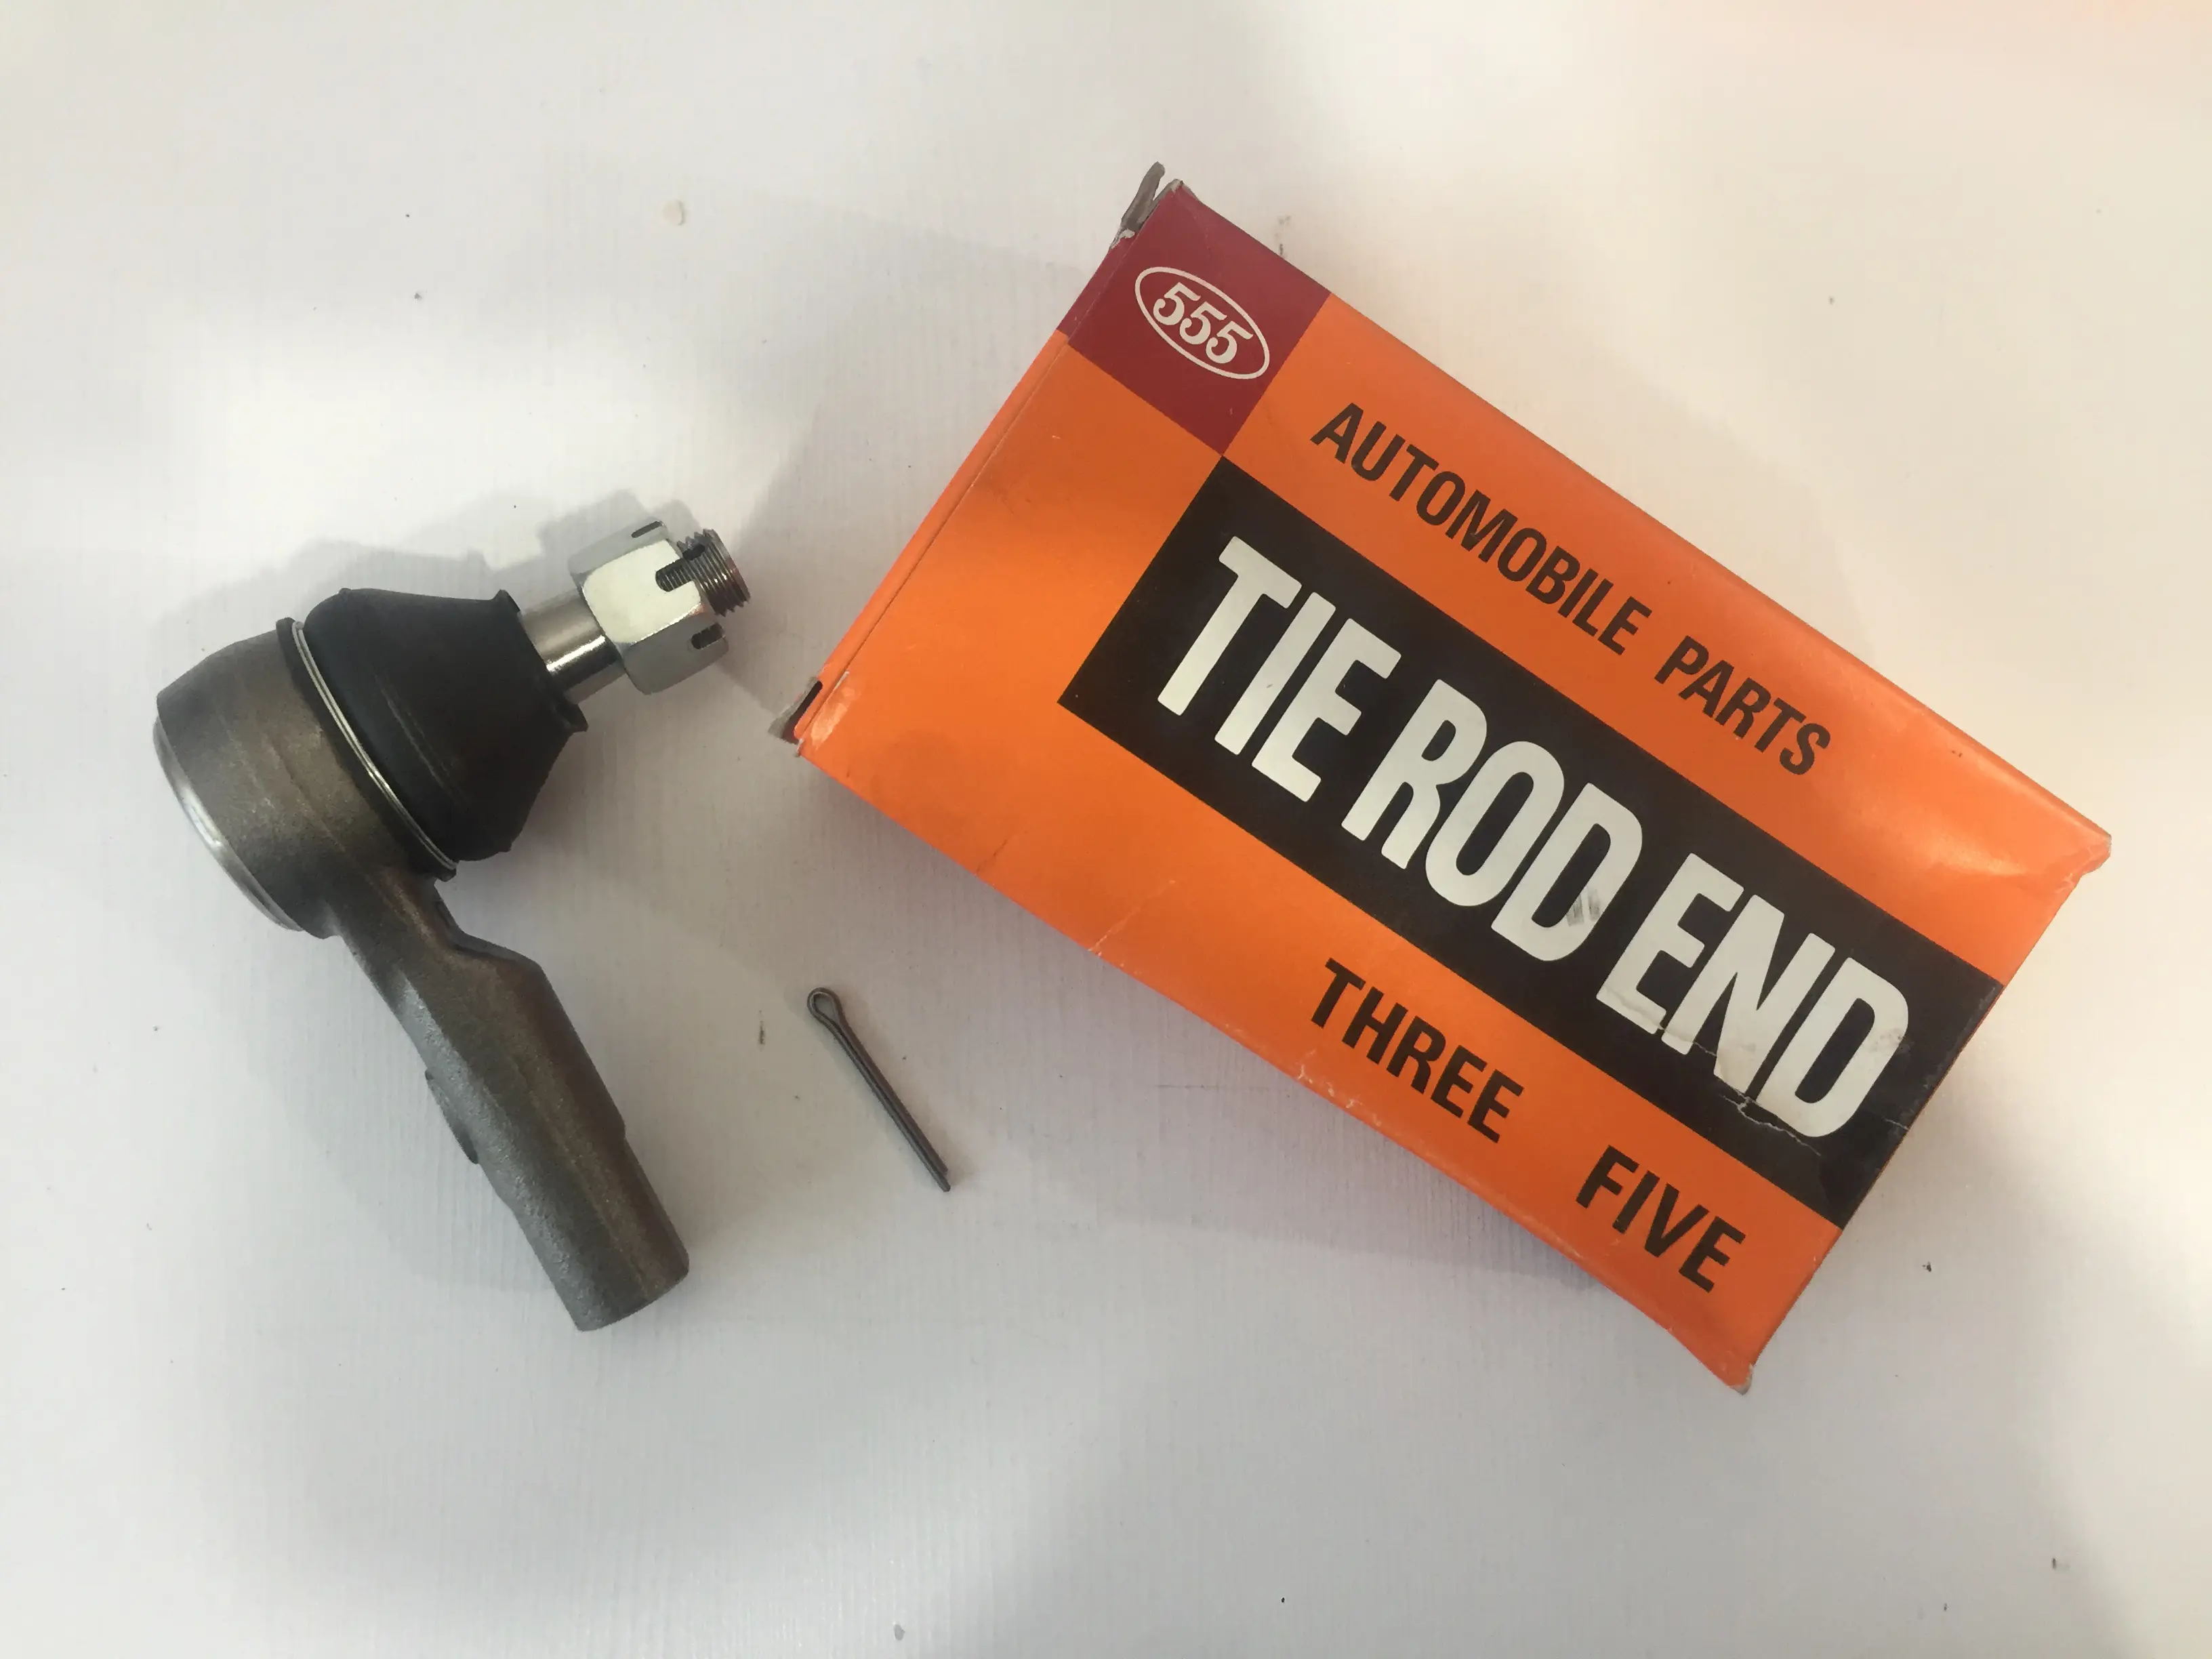 555
AUTOMOBILE PARTS
TIE ROD END
THREE FIVE